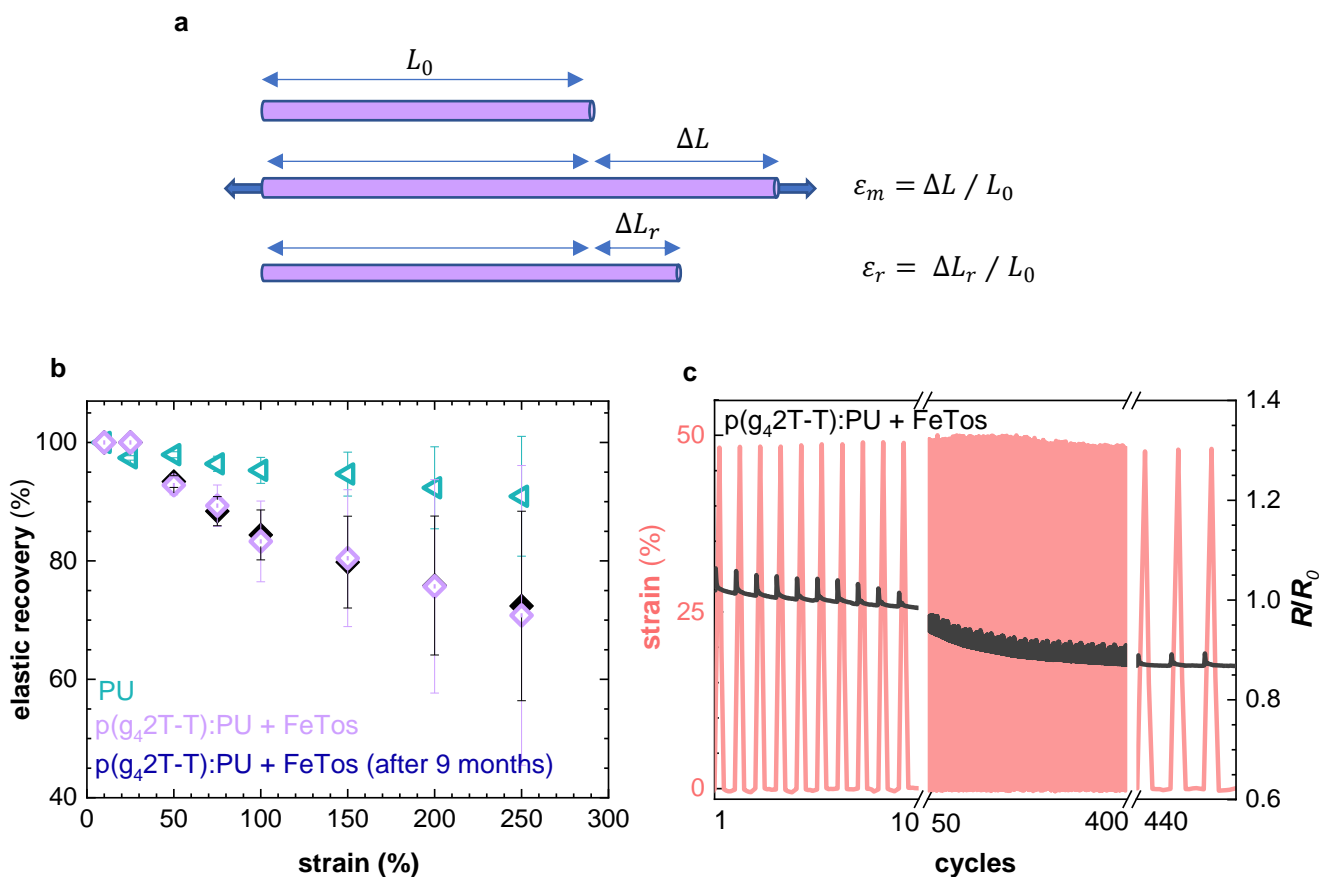 a
L₀
ΔL
εₘ = ΔL / L₀
ΔLᵣ
εᵣ = ΔLᵣ / L₀
b
elastic recovery (%)
100
80
60
40
PU
p(g₄2T-T):PU + FeTos
p(g₄2T-T):PU + FeTos (after 9 months)
0 50 100 150 200 250 300
strain (%)
c
p(g₄2T-T):PU + FeTos
strain (%)
50
25
0
1.4
1.2
1.0
0.8
0.6
R/R₀
1 10 50 400 440
cycles